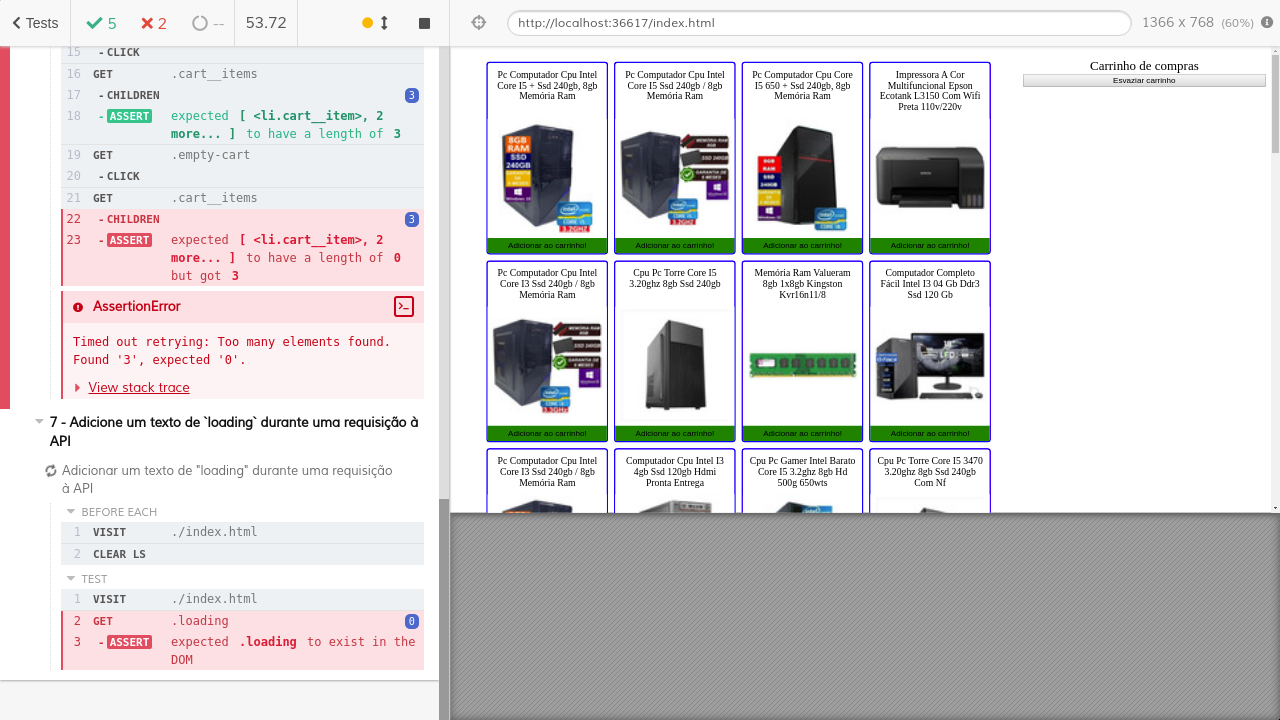 Tests
5
2
--
53.72
15 - CLICK
16 GET .cart__items
17 - CHILDREN 3
18 - ASSERT expected [ <li.cart__item>, 2
more... ] to have a length of 3
19 GET .empty-cart
20 - CLICK
21 GET .cart__items
22 - CHILDREN 3
23 - ASSERT expected [ <li.cart__item>, 2
more... ] to have a length of 0
but got 3
AssertionError
Timed out retrying: Too many elements found.
Found '3', expected '0'.
View stack trace
7 - Adicione um texto de `loading` durante uma requisição à
API
Adicionar um texto de "loading" durante uma requisição
à API
BEFORE EACH
1 VISIT ./index.html
2 CLEAR LS
TEST
1 VISIT ./index.html
2 GET .loading 0
3 - ASSERT expected .loading to exist in the
DOM
http://localhost:36617/index.html
1366 x 768 (60%)
Pc Computador Cpu Intel
Core I5 + Ssd 240gb, 8gb
Memória Ram
Adicionar ao carrinho!
Pc Computador Cpu Intel
Core I5 Ssd 240gb / 8gb
Memória Ram
Adicionar ao carrinho!
Pc Computador Cpu Core
I5 650 + Ssd 240gb, 8gb
Memória Ram
Adicionar ao carrinho!
Impressora A Cor
Multifuncional Epson
Ecotank L3150 Com Wifi
Preta 110v/220v
Adicionar ao carrinho!
Pc Computador Cpu Intel
Core I3 Ssd 240gb / 8gb
Memória Ram
Adicionar ao carrinho!
Cpu Pc Torre Core I5
3.20ghz 8gb Ssd 240gb
Adicionar ao carrinho!
Memória Ram Valueram
8gb 1x8gb Kingston
Kvr16n11/8
Adicionar ao carrinho!
Computador Completo
Fácil Intel I3 04 Gb Ddr3
Ssd 120 Gb
Adicionar ao carrinho!
Pc Computador Cpu Intel
Core I3 Ssd 240gb / 8gb
Memória Ram
Computador Cpu Intel I3
4gb Ssd 120gb Hdmi
Pronta Entrega
Cpu Pc Gamer Intel Barato
Core I5 3.2ghz 8gb Hd
500g 650wts
Cpu Pc Torre Core I5 3470
3.20ghz 8gb Ssd 240gb
Com Nf
Carrinho de compras
Esvaziar carrinho